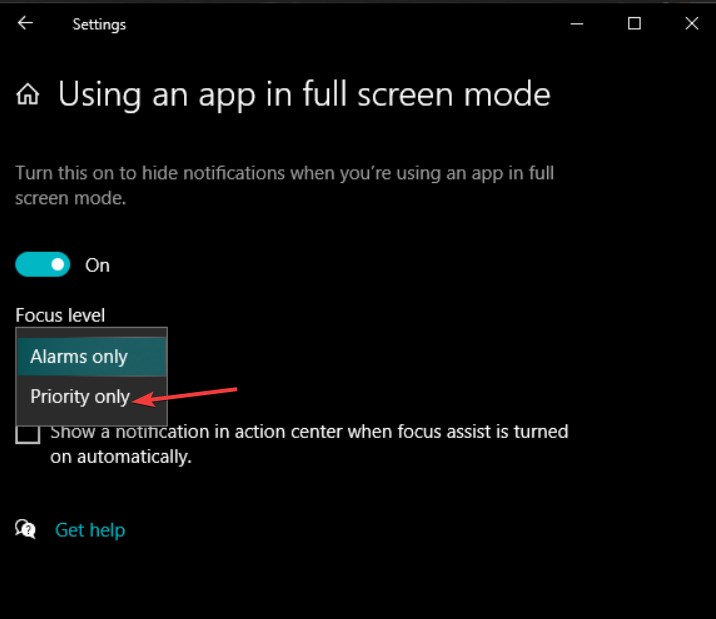 Settings
Using an app in full screen mode
Turn this on to hide notifications when you're using an app in full
screen mode.
On
Focus level
Alarms only
Priority only
Show a notification in action center when focus assist is turned
on automatically.
Get help